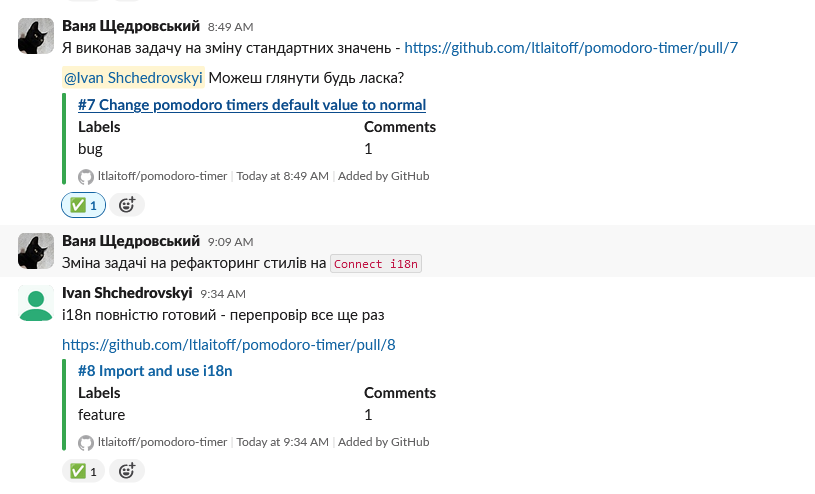 Ваня Щедровський 8:49 AM
Я виконав задачу на зміну стандартних значень - https://github.com/ltlaitoff/pomodoro-timer/pull/7
@Ivan Shchedrovskyi Можеш глянути будь ласка?
#7 Change pomodoro timers default value to normal
Labels Comments
bug 1
ltlaitoff/pomodoro-timer | Today at 8:49 AM | Added by GitHub
✅ 1
Ваня Щедровський 9:09 AM
Зміна задачі на рефакторинг стилів на Connect i18n
Ivan Shchedrovskyi 9:34 AM
i18n повністю готовий - перепровір все ще раз
https://github.com/ltlaitoff/pomodoro-timer/pull/8
#8 Import and use i18n
Labels Comments
feature 1
ltlaitoff/pomodoro-timer | Today at 9:34 AM | Added by GitHub
✅ 1